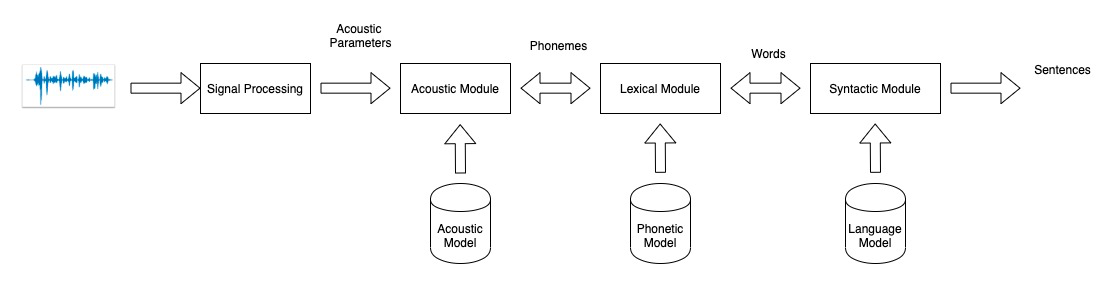 Acoustic
Parameters
Phonemes
Words
Sentences
Signal Processing
Acoustic Module
Lexical Module
Syntactic Module
Acoustic
Model
Phonetic
Model
Language
Model